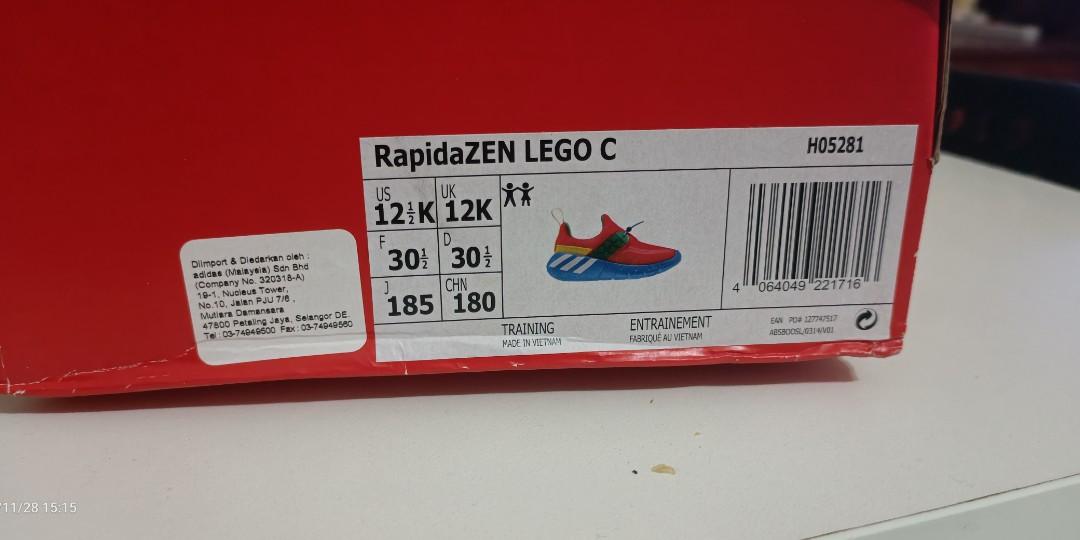 RapidaZEN LEGO C
H05281
US
12½K
UK
12K
F
30½
D
30½
J
185
CHN
180
4 064049 221716
TRAINING
MADE IN VIETNAM
ENTRAINEMENT
FABRIQUÉ AU VIETNAM
EAN PO# 127747517
ABSBOOSL/0314/V01
Diimport & Diedarkan oleh :
adidas (Malaysia) Sdn Bhd
(Company No. 320318-A)
19-1, Nucleus Tower,
No.10, Jalan PJU 7/6 ,
Mutiara Damansara
47800 Petaling Jaya, Selangor DE.
Tel : 03-74949500 Fax : 03-74949560
/11/28 15:15